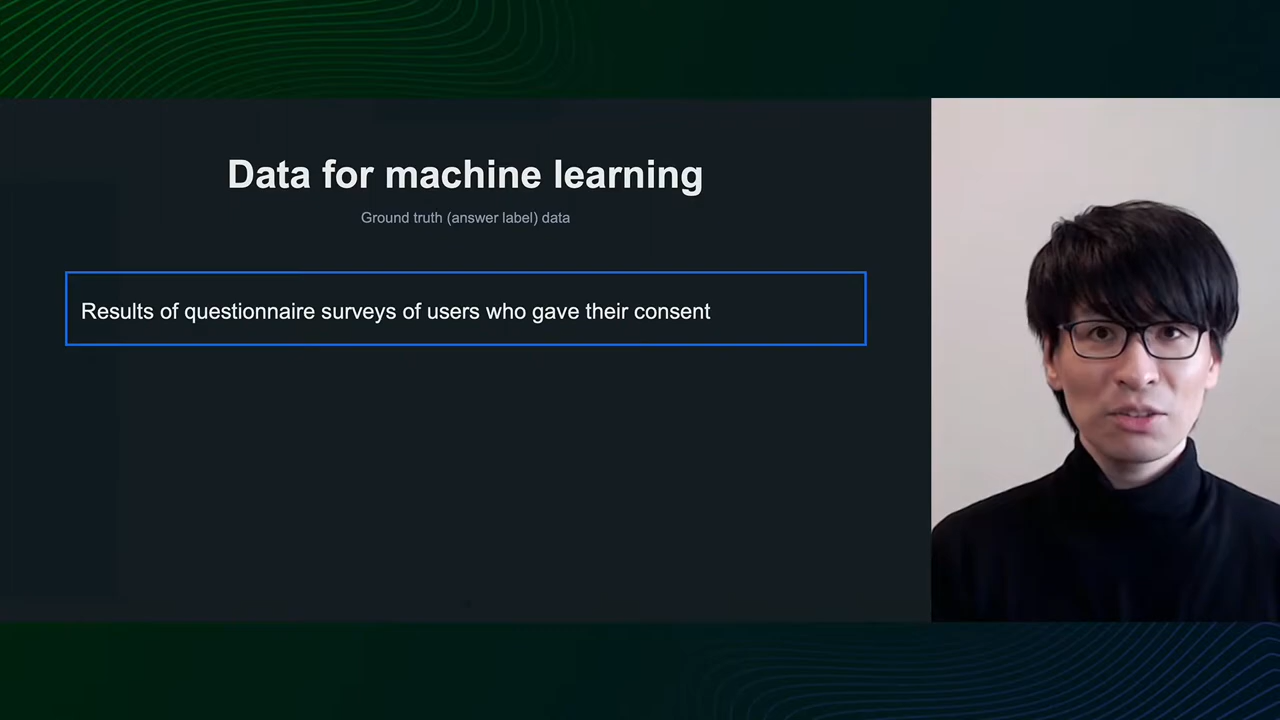 Data for machine learning
Ground truth (answer label) data
Results of questionnaire surveys of users who gave their consent